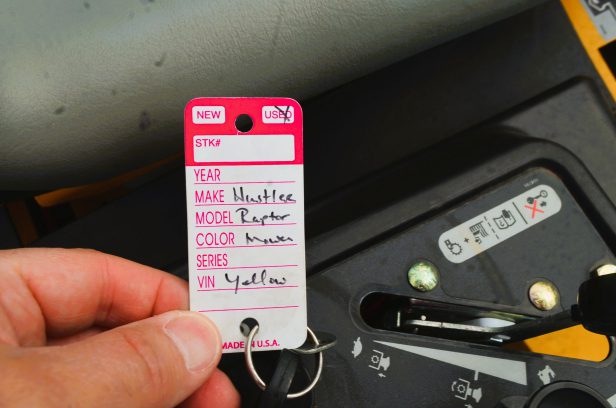 NEW USED
STK#
YEAR
MAKE Hustler
MODEL Raptor
COLOR Mower
SERIES
VIN Yellow
MADE IN U.S.A.